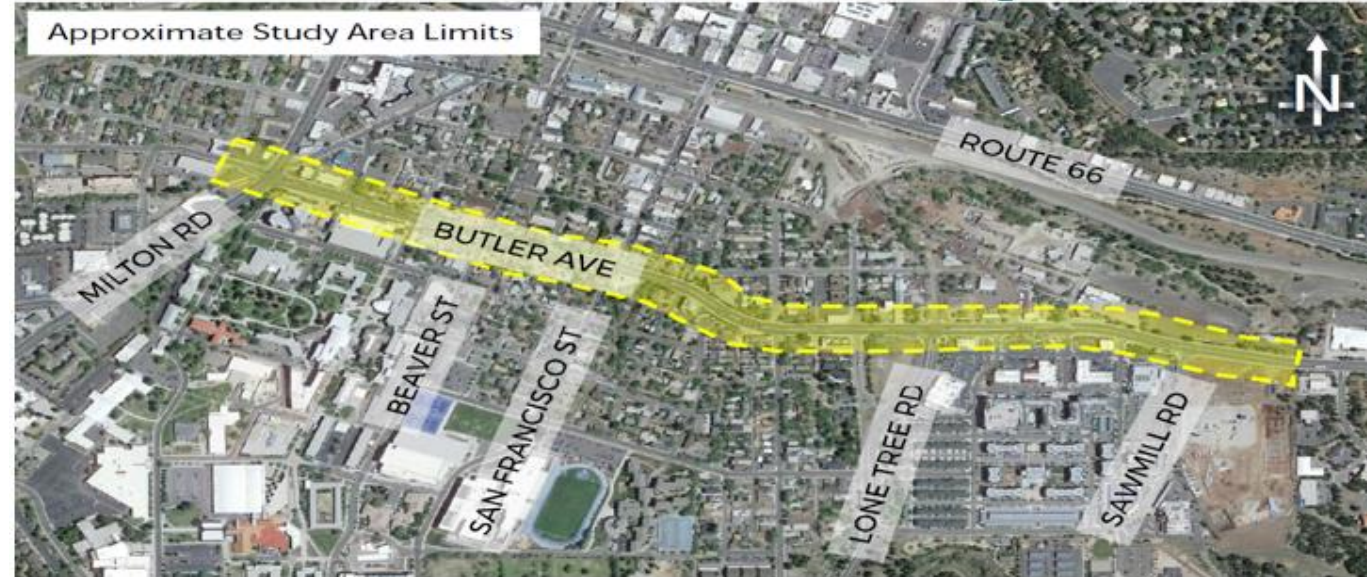 Approximate Study Area Limits
N
ROUTE 66
MILTON RD
BUTLER AVE
BEAVER ST
SAN FRANCISCO ST
LONE TREE RD
SAWMILL RD